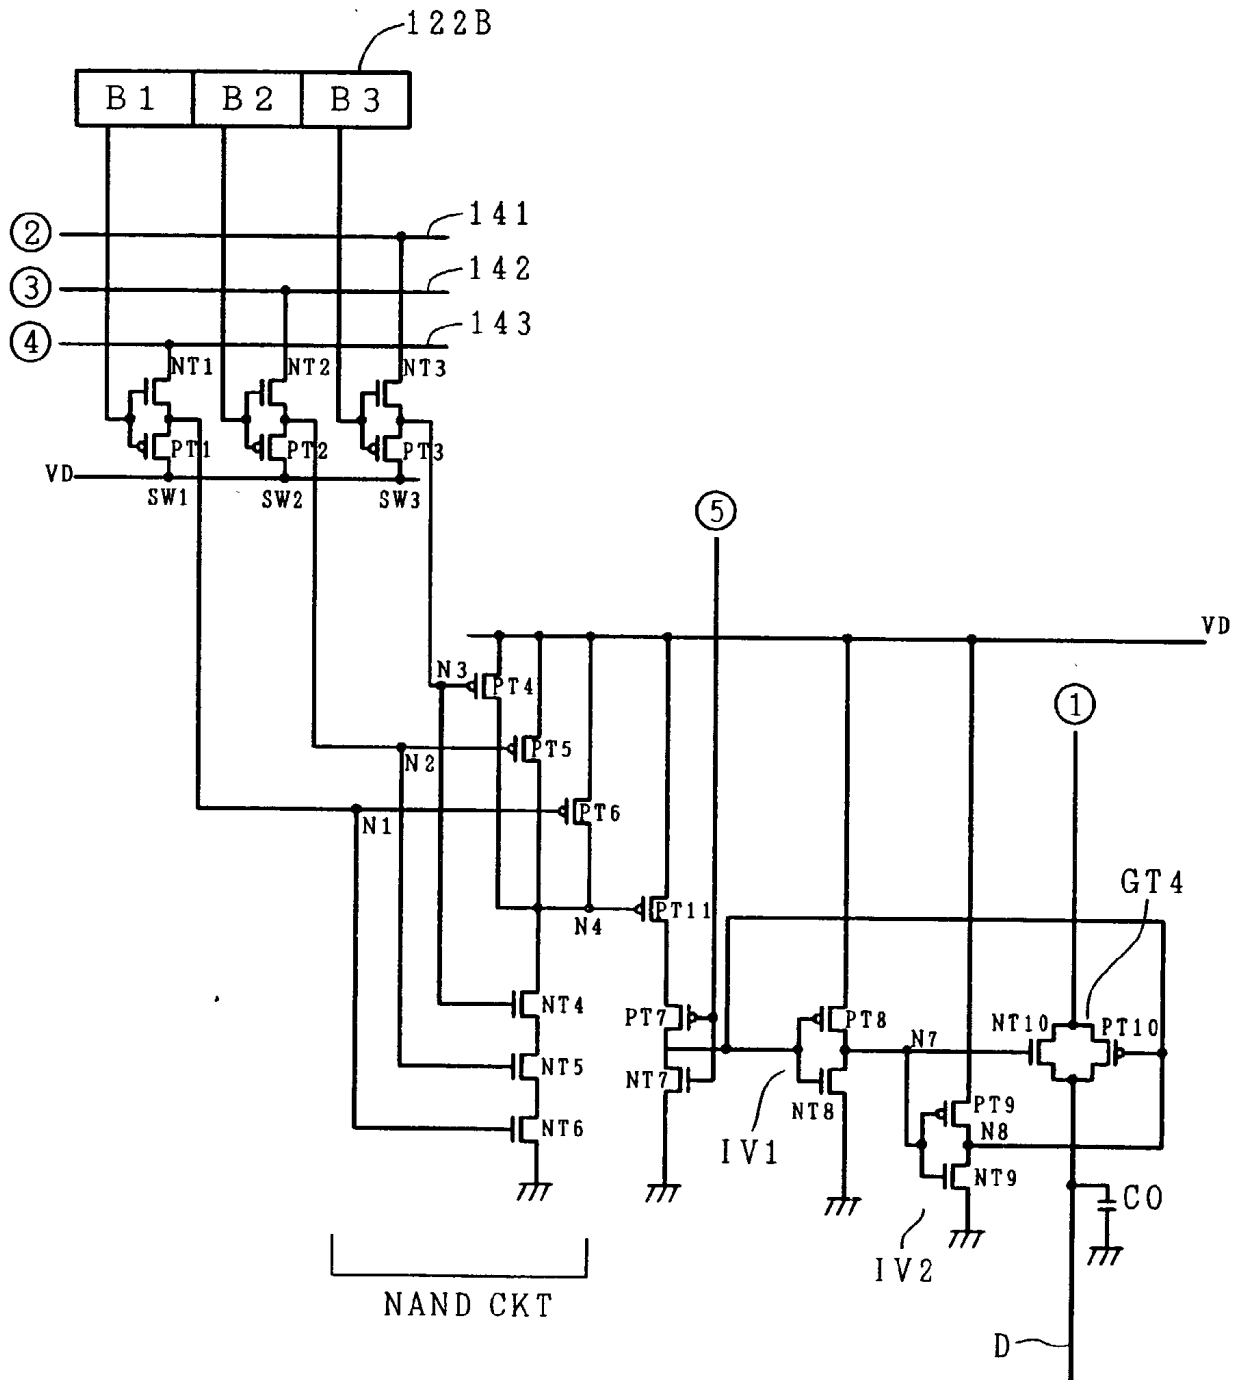 122B
B1 B2 B3
② 141
③ 142
④ 143
NT1 NT2 NT3
PT1 PT2 PT3
VD
SW1 SW2 SW3
⑤
VD
N3 PT4
①
N2 PT5
N1 PT6
GT4
N4 PT11
NT4 PT7 PT8 N7 NT10 PT10
NT5 NT7 NT8 PT9
NT6 N8
IV1 NT9
C0
IV2
NAND CKT
D